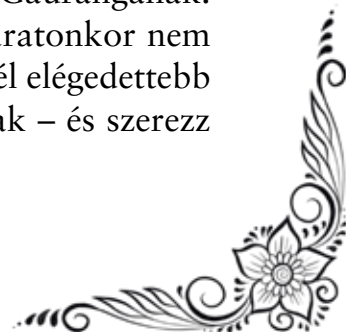 Gaurangának.
aratonkor nem
él elégedettebb
ak – és szerezz